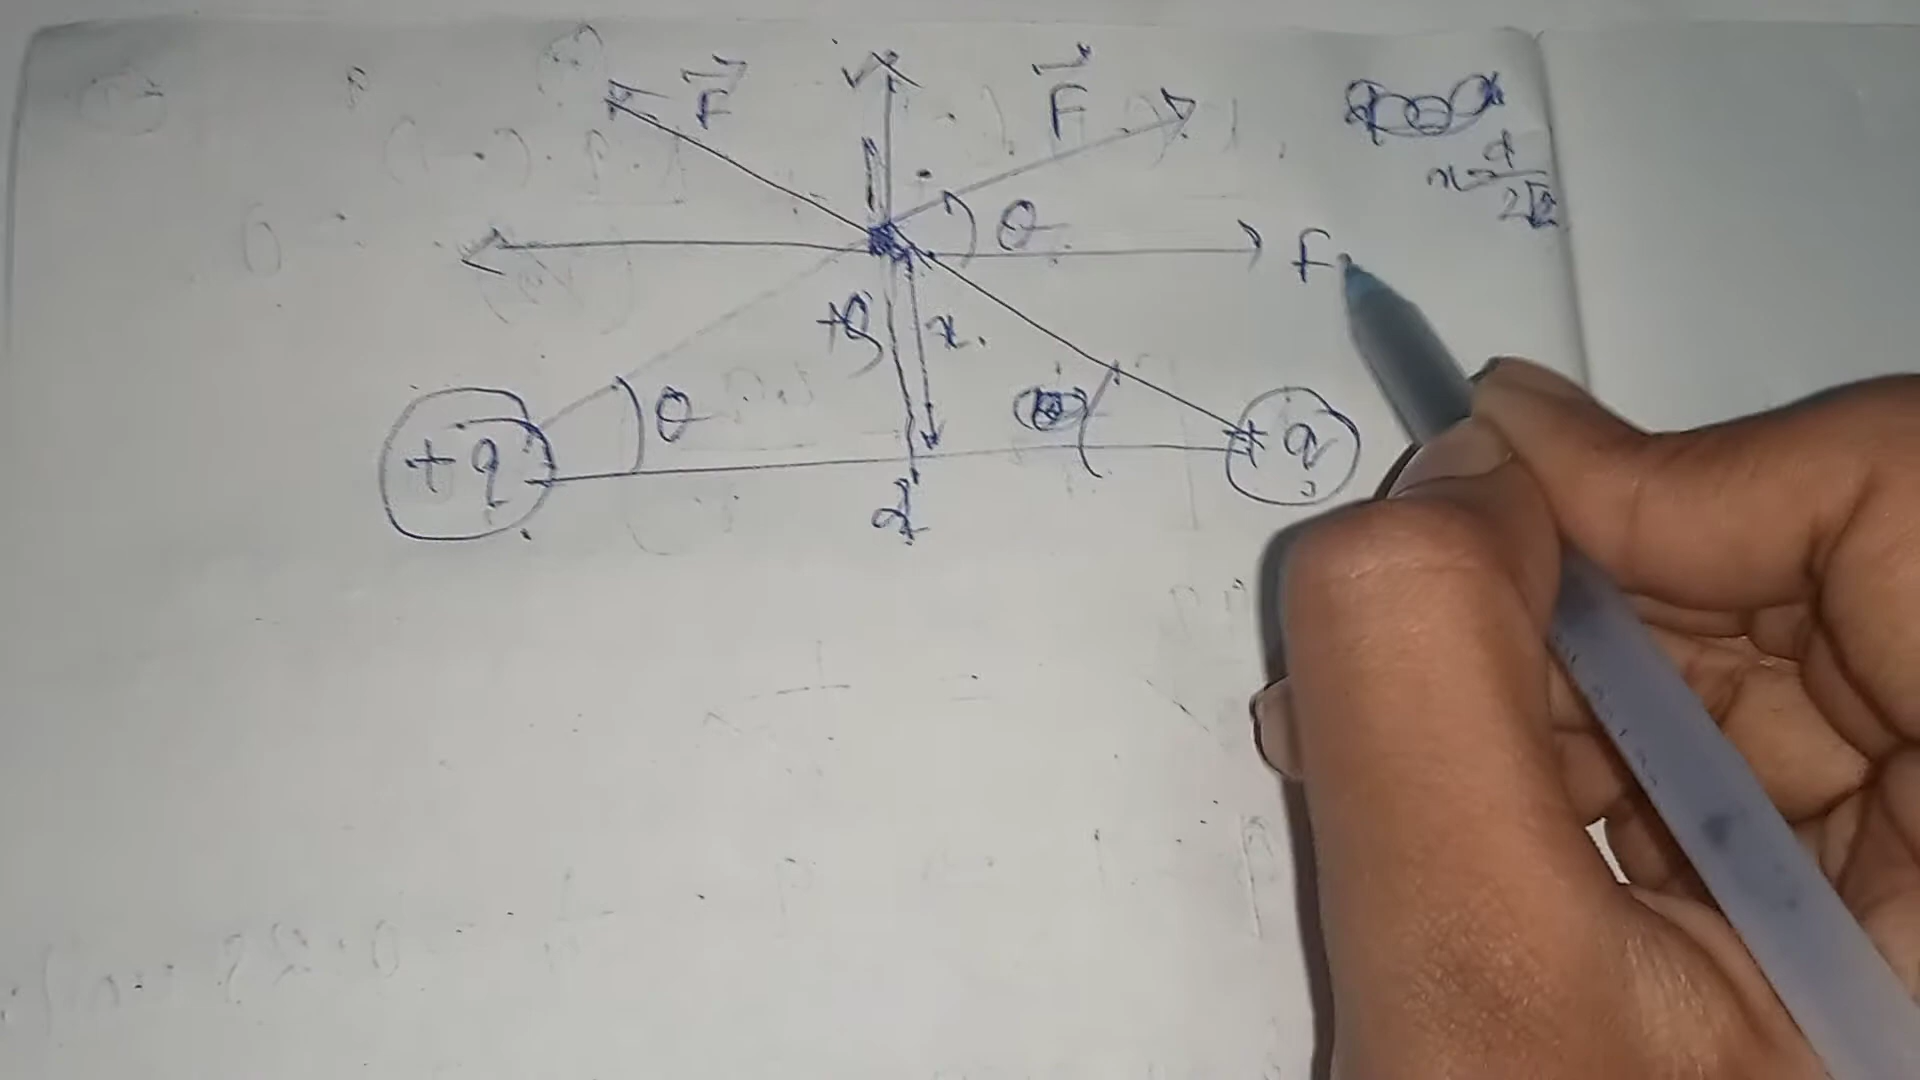 F F
θ F
x = d/2√2
+q x
+q θ θ +q
d